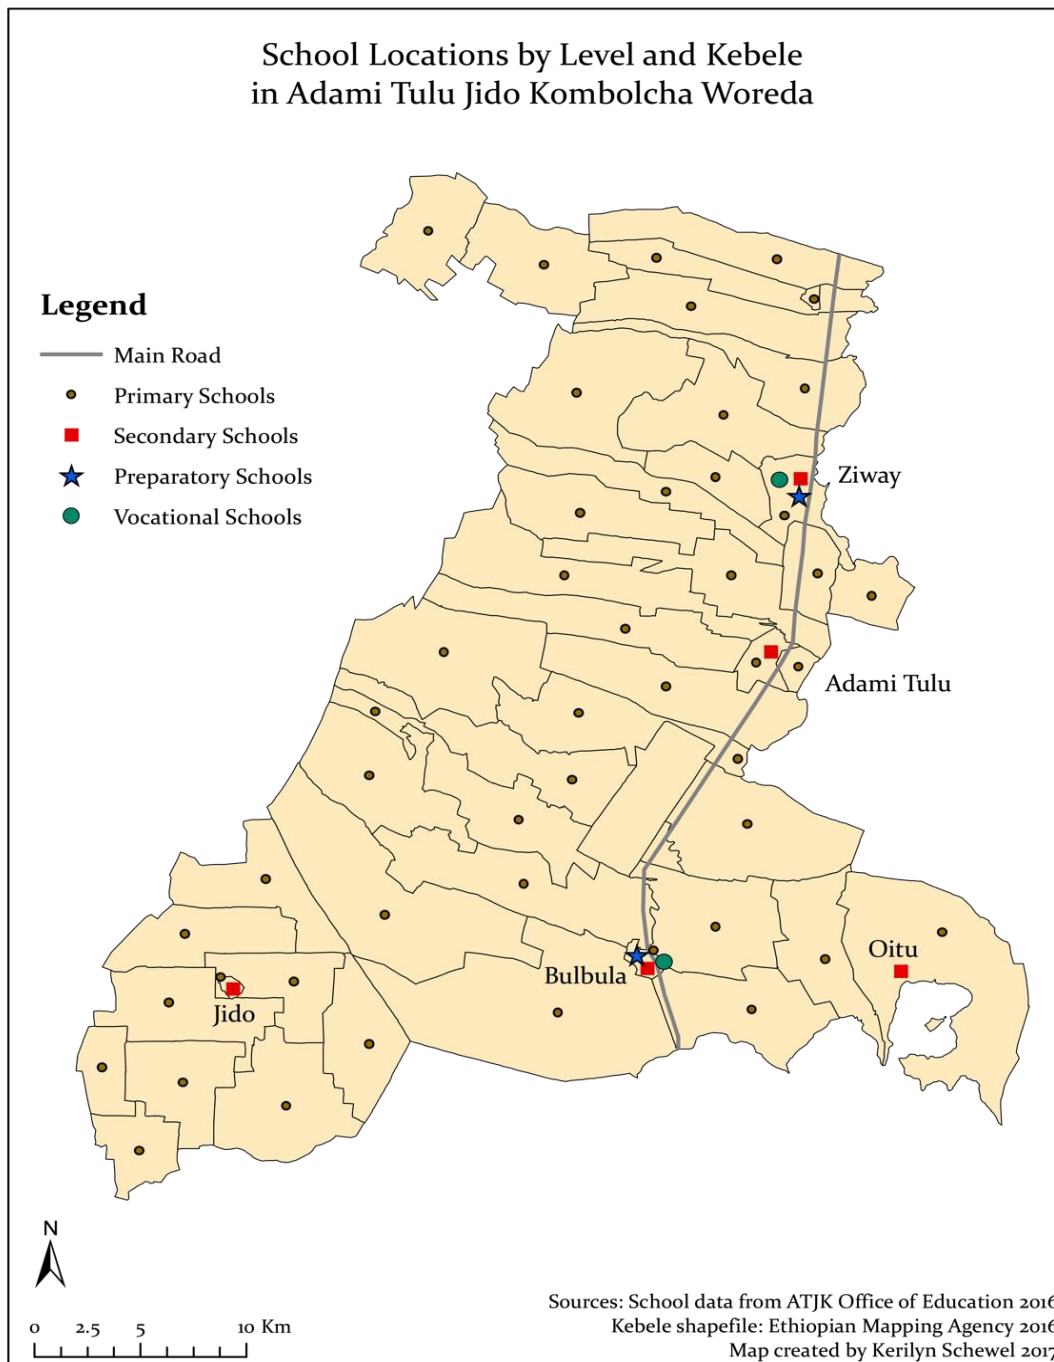 School Locations by Level and Kebele
in Adami Tulu Jido Kombolcha Woreda
Legend
Main Road
Primary Schools
Secondary Schools
Preparatory Schools
Vocational Schools
Ziway
Adami Tulu
Oitu
Bulbula
Jido
N
0 2.5 5 10 Km
Sources: School data from ATJK Office of Education 2016
Kebele shapefile: Ethiopian Mapping Agency 2016
Map created by Kerilyn Schewel 2017